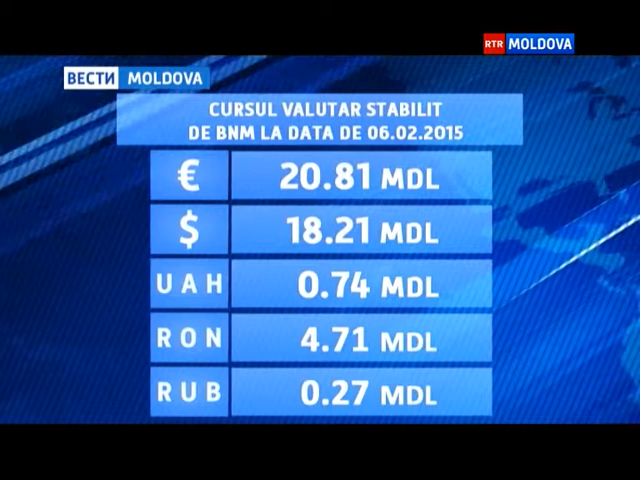 RTR MOLDOVA
ВЕСТИ MOLDOVA
CURSUL VALUTAR STABILIT
DE BNM LA DATA DE 06.02.2015
€ 20.81 MDL
$ 18.21 MDL
UAH 0.74 MDL
RON 4.71 MDL
RUB 0.27 MDL